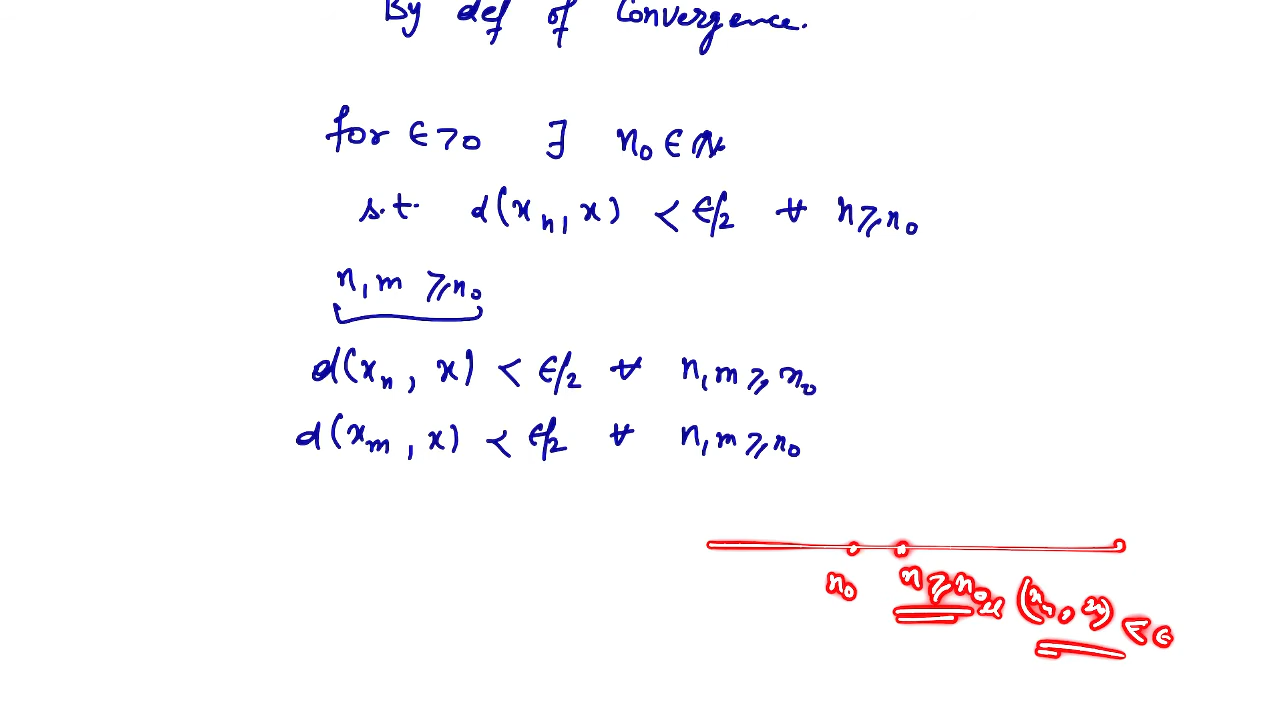 By def of Convergence.
for ε > 0 ∃ n₀ ∈ ℕ
s.t. d(xₙ, x) < ε/2 ∀ n ⩾ n₀
n, m ⩾ n₀
d(xₙ, x) < ε/2 ∀ n, m ⩾ n₀
d(xₘ, x) < ε/2 ∀ n, m ⩾ n₀
n₀ n ⩾ n₀ d(xₙ, x) < ε